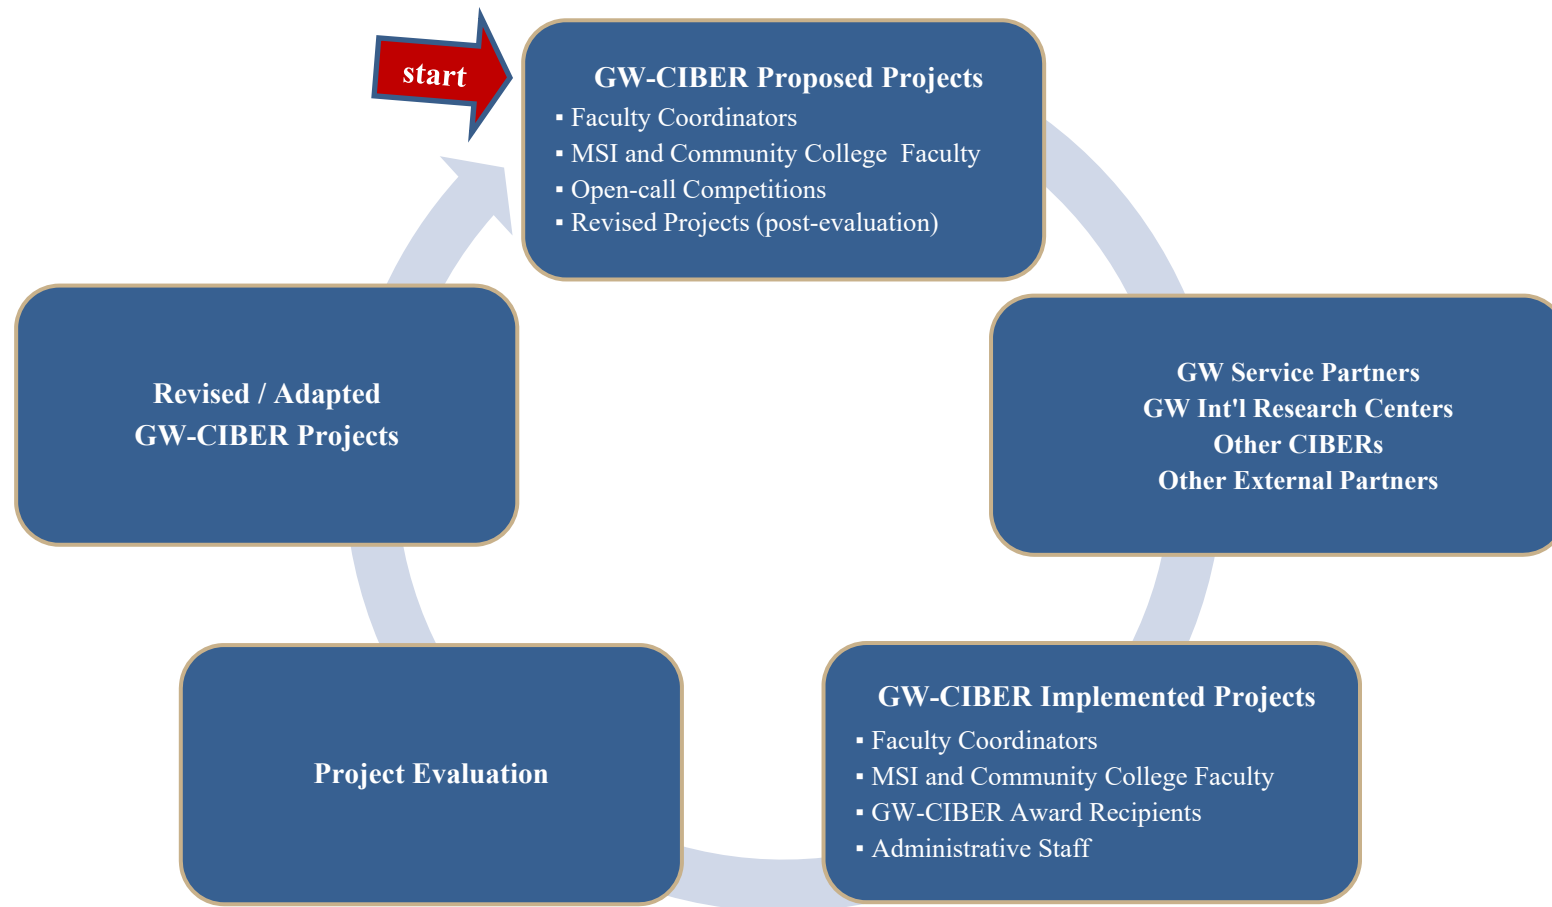 start
GW-CIBER Proposed Projects
▪ Faculty Coordinators
▪ MSI and Community College  Faculty
▪ Open-call Competitions
▪ Revised Projects (post-evaluation)
GW Service Partners
GW Int'l Research Centers
Other CIBERs
Other External Partners
GW-CIBER Implemented Projects
▪ Faculty Coordinators
▪ MSI and Community College Faculty
▪ GW-CIBER Award Recipients
▪ Administrative Staff
Project Evaluation
Revised / Adapted
GW-CIBER Projects